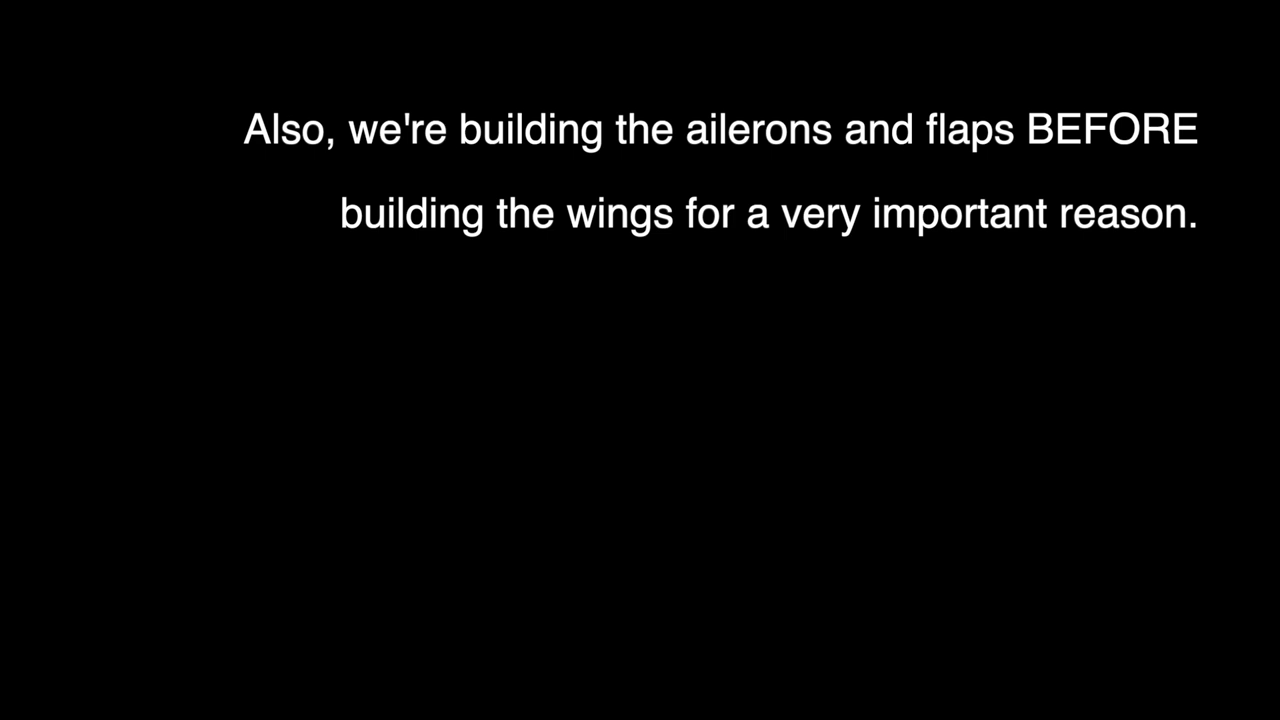 Also, we're building the ailerons and flaps BEFORE
building the wings for a very important reason.